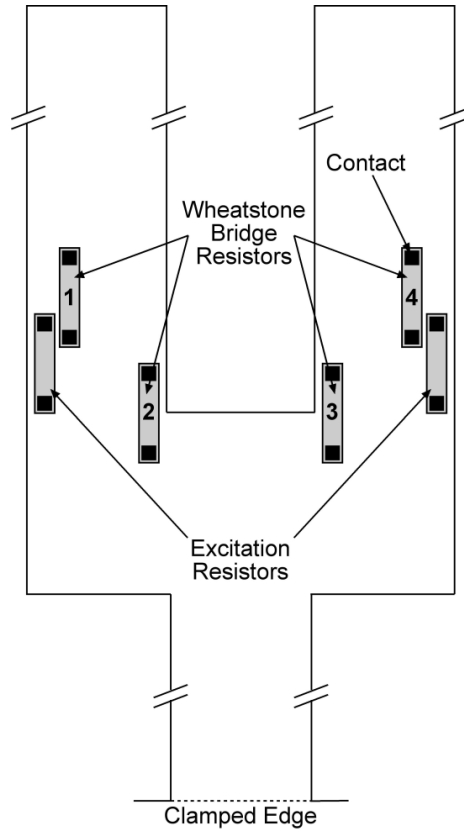 Contact
Wheatstone
Bridge
Resistors
1
4
2
3
Excitation
Resistors
Clamped Edge